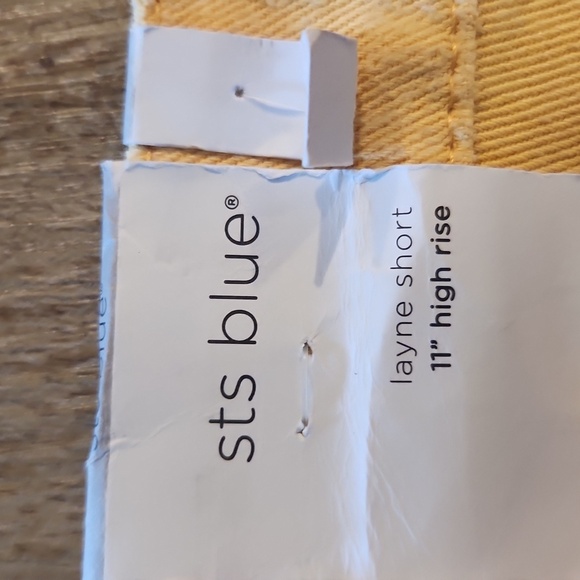 sts blue®
layne short
11" high rise